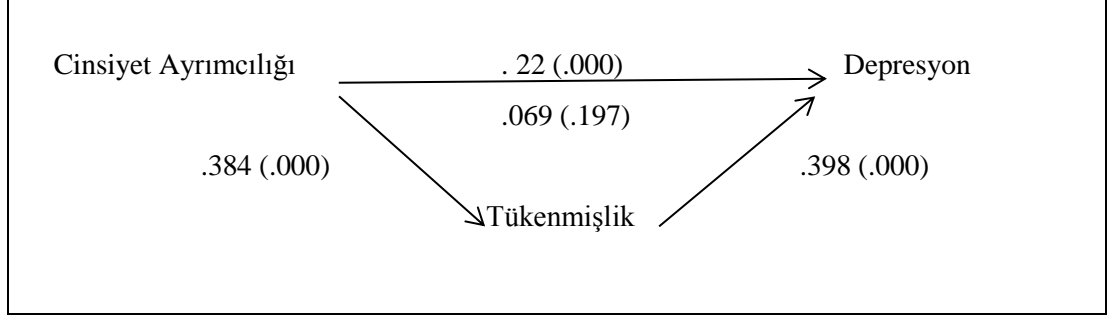 Cinsiyet Ayrımcılığı . 22 (.000) Depresyon
.069 (.197)
.384 (.000) .398 (.000)
Tükenmişlik